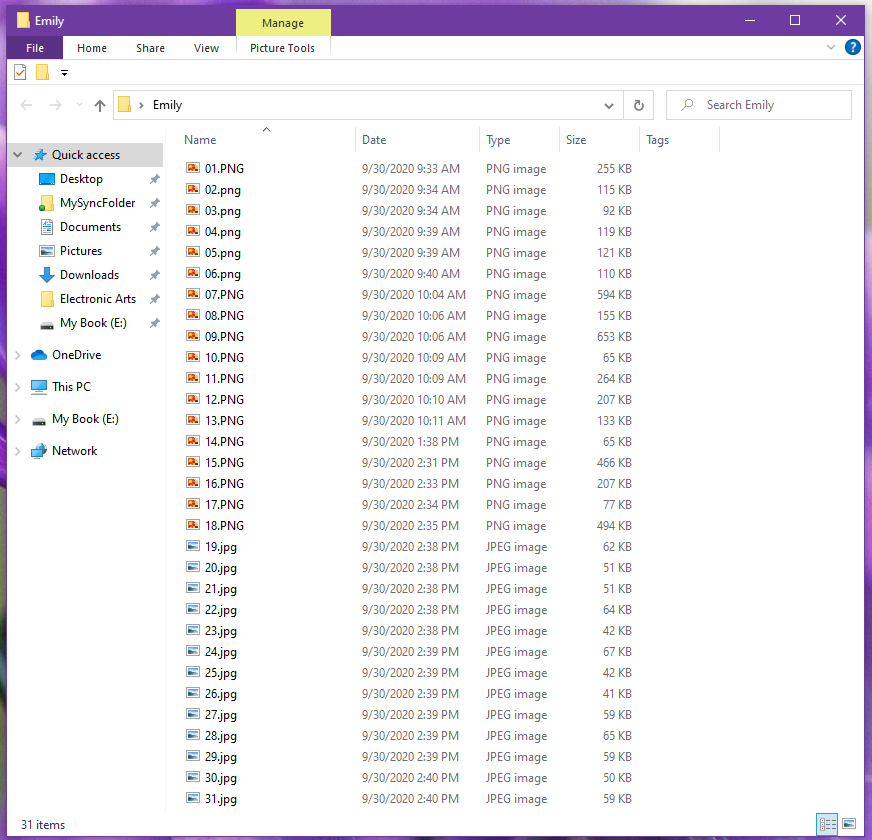 Emily
Manage
File Home Share View Picture Tools
?
Emily
Search Emily
Name Date Type Size Tags
Quick access
Desktop
MySyncFolder
Documents
Pictures
Downloads
Electronic Arts
My Book (E:)
OneDrive
This PC
My Book (E:)
Network
01.PNG 9/30/2020 9:33 AM PNG image 255 KB
02.png 9/30/2020 9:34 AM PNG image 115 KB
03.png 9/30/2020 9:34 AM PNG image 92 KB
04.png 9/30/2020 9:39 AM PNG image 119 KB
05.png 9/30/2020 9:39 AM PNG image 121 KB
06.png 9/30/2020 9:40 AM PNG image 110 KB
07.PNG 9/30/2020 10:04 AM PNG image 594 KB
08.PNG 9/30/2020 10:06 AM PNG image 155 KB
09.PNG 9/30/2020 10:06 AM PNG image 653 KB
10.PNG 9/30/2020 10:09 AM PNG image 65 KB
11.PNG 9/30/2020 10:09 AM PNG image 264 KB
12.PNG 9/30/2020 10:10 AM PNG image 207 KB
13.PNG 9/30/2020 10:11 AM PNG image 133 KB
14.PNG 9/30/2020 1:38 PM PNG image 65 KB
15.PNG 9/30/2020 2:31 PM PNG image 466 KB
16.PNG 9/30/2020 2:33 PM PNG image 207 KB
17.PNG 9/30/2020 2:34 PM PNG image 77 KB
18.PNG 9/30/2020 2:35 PM PNG image 494 KB
19.jpg 9/30/2020 2:38 PM JPEG image 62 KB
20.jpg 9/30/2020 2:38 PM JPEG image 51 KB
21.jpg 9/30/2020 2:38 PM JPEG image 51 KB
22.jpg 9/30/2020 2:38 PM JPEG image 64 KB
23.jpg 9/30/2020 2:38 PM JPEG image 42 KB
24.jpg 9/30/2020 2:39 PM JPEG image 67 KB
25.jpg 9/30/2020 2:39 PM JPEG image 42 KB
26.jpg 9/30/2020 2:39 PM JPEG image 41 KB
27.jpg 9/30/2020 2:39 PM JPEG image 59 KB
28.jpg 9/30/2020 2:39 PM JPEG image 65 KB
29.jpg 9/30/2020 2:39 PM JPEG image 59 KB
30.jpg 9/30/2020 2:40 PM JPEG image 50 KB
31.jpg 9/30/2020 2:40 PM JPEG image 59 KB
31 items